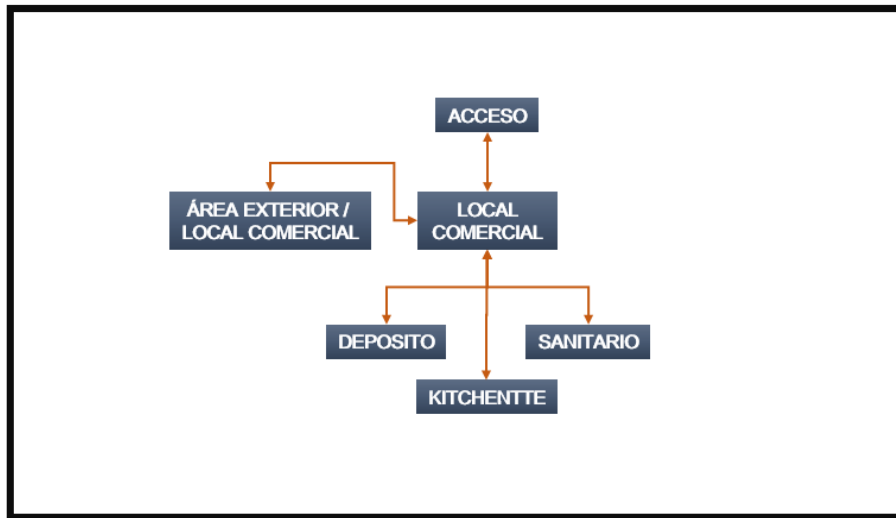 ACCESO
ÁREA EXTERIOR /
LOCAL COMERCIAL
LOCAL
COMERCIAL
DEPOSITO
SANITARIO
KITCHENTTE